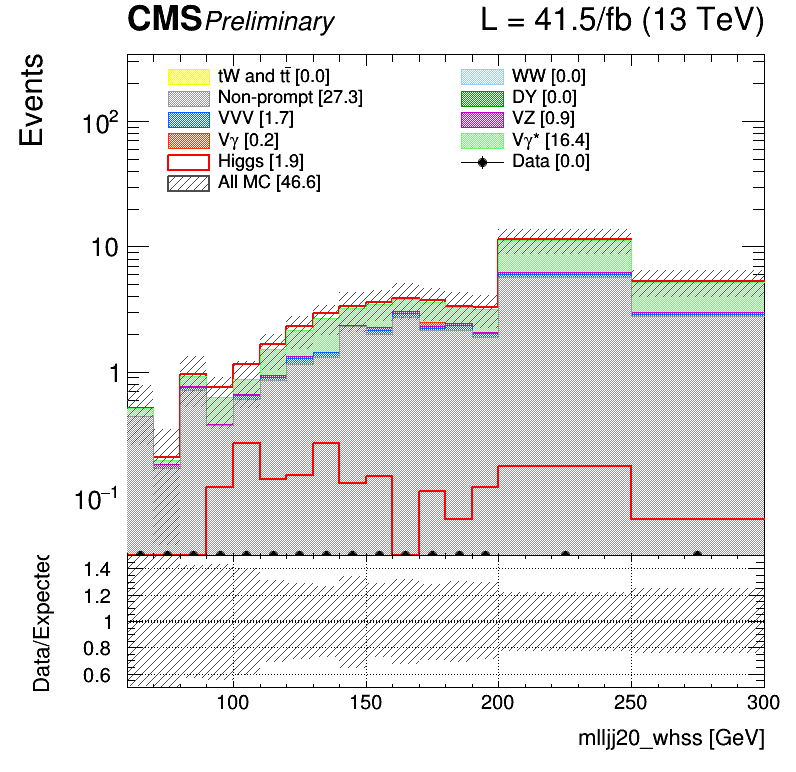 CMS Preliminary L = 41.5/fb (13 TeV)
Events
tW and tt̄ [0.0] WW [0.0]
Non-prompt [27.3] DY [0.0]
VVV [1.7] VZ [0.9]
Vγ [0.2] Vγ* [16.4]
Higgs [1.9] Data [0.0]
All MC [46.6]
10²
10
1
10⁻¹
Data/Expected
1.4
1.2
1
0.8
0.6
100 150 200 250 300
mlljj20_whss [GeV]